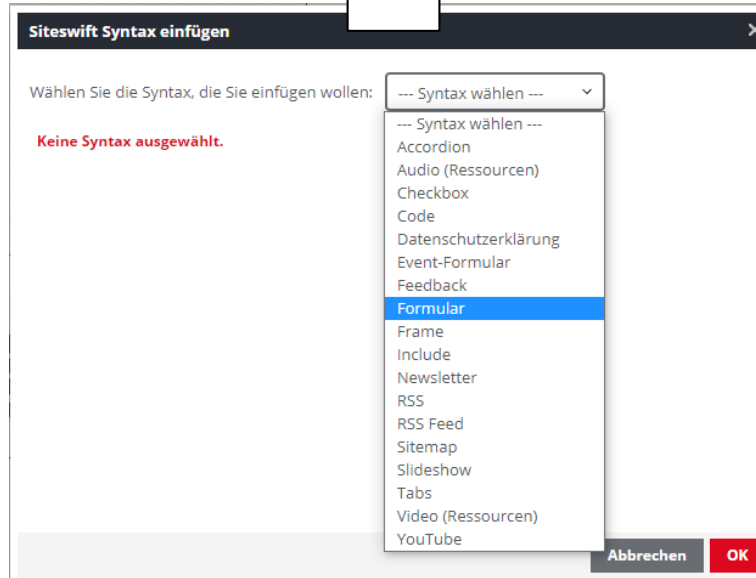 Siteswift Syntax einfügen
Wählen Sie die Syntax, die Sie einfügen wollen: --- Syntax wählen ---
Keine Syntax ausgewählt.
--- Syntax wählen ---
Accordion
Audio (Ressourcen)
Checkbox
Code
Datenschutzerklärung
Event-Formular
Feedback
Formular
Frame
Include
Newsletter
RSS
RSS Feed
Sitemap
Slideshow
Tabs
Video (Ressourcen)
YouTube
Abbrechen OK